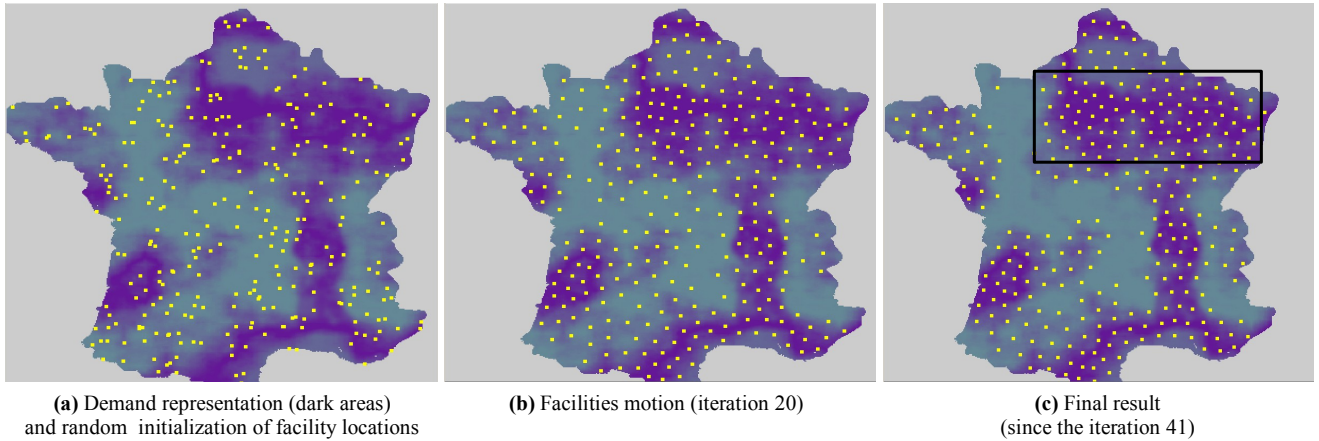 (a) Demand representation (dark areas)
and random initialization of facility locations
(b) Facilities motion (iteration 20)
(c) Final result
(since the iteration 41)